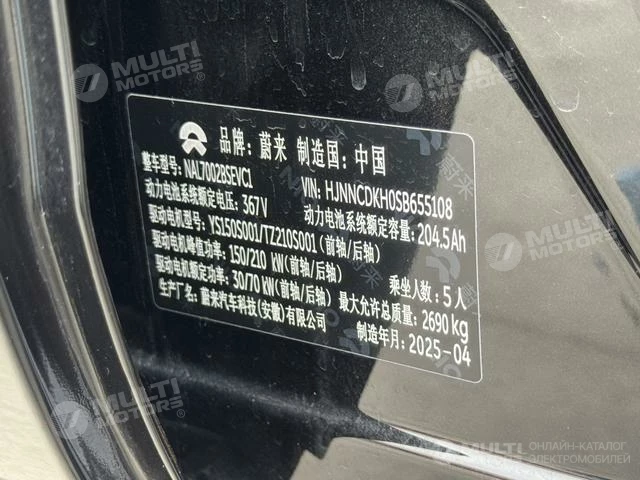 MULTI MOTORS®
MULTI MOTORS®
品牌：蔚来 制造国：中国
整车型号：NAL7002BSFVC1 VIN: HJNNCDKH0SB655108
动力电池系统额定电压：367V 动力电池系统额定容量：204.5Ah
驱动电机型号：YS150S001/TZ210S001(前轴/后轴)
驱动电机峰值功率：150/210 kW(前轴/后轴) 乘坐人数：5人
驱动电机额定功率：30/70 kW(前轴/后轴) 最大允许总质量：2690kg
生产厂名：蔚来汽车科技(安徽)有限公司 制造年月：2025-04
MULTI MOTORS®
MULTI MOTORS®
MULTI MOTORS
ОНЛАЙН-КАТАЛОГ
ЭЛЕКТРОМОБИЛЕЙ